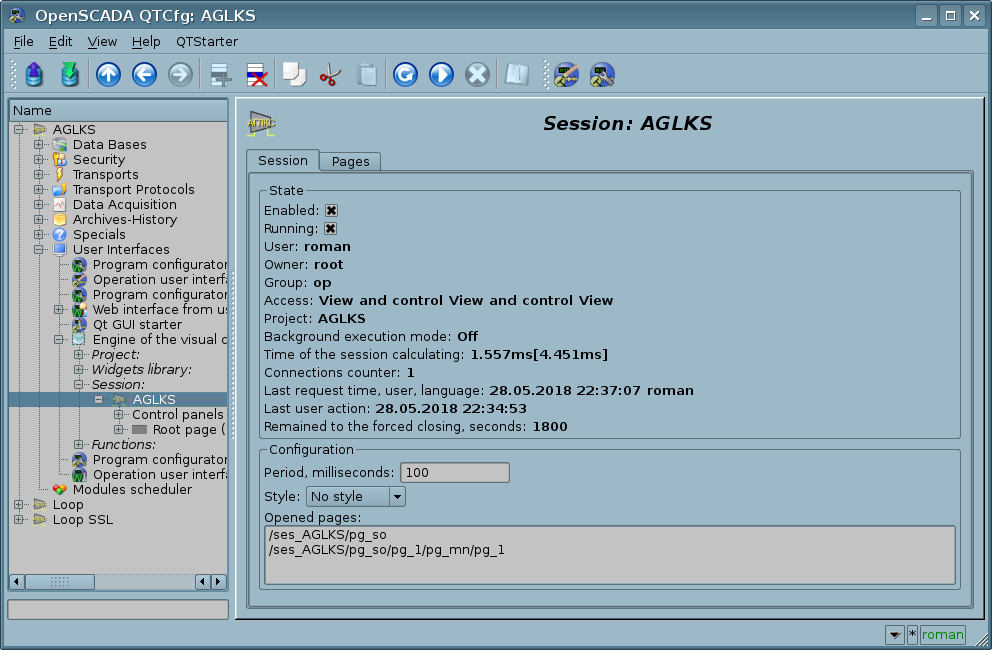 OpenSCADA QTCfg: AGLKS
File Edit View Help QTStarter
Name
AGLKS
Data Bases
Security
Transports
Transport Protocols
Data Acquisition
Archives-History
Specials
User Interfaces
Program configurator
Operation user interf
Program configurator
Web interface from us
Qt GUI starter
Engine of the visual c
Project:
Widgets library:
Session:
AGLKS
Control panels
Root page (
Functions:
Program configurator
Operation user interfa
Modules scheduler
Loop
Loop SSL
АГЛКС
Session: AGLKS
Session Pages
State
Enabled:
Running:
User: roman
Owner: root
Group: op
Access: View and control View and control View
Project: AGLKS
Background execution mode: Off
Time of the session calculating: 1.557ms[4.451ms]
Connections counter: 1
Last request time, user, language: 28.05.2018 22:37:07 roman
Last user action: 28.05.2018 22:34:53
Remained to the forced closing, seconds: 1800
Configuration
Period, milliseconds: 100
Style: No style
Opened pages:
/ses_AGLKS/pg_so
/ses_AGLKS/pg_so/pg_1/pg_mn/pg_1
* roman